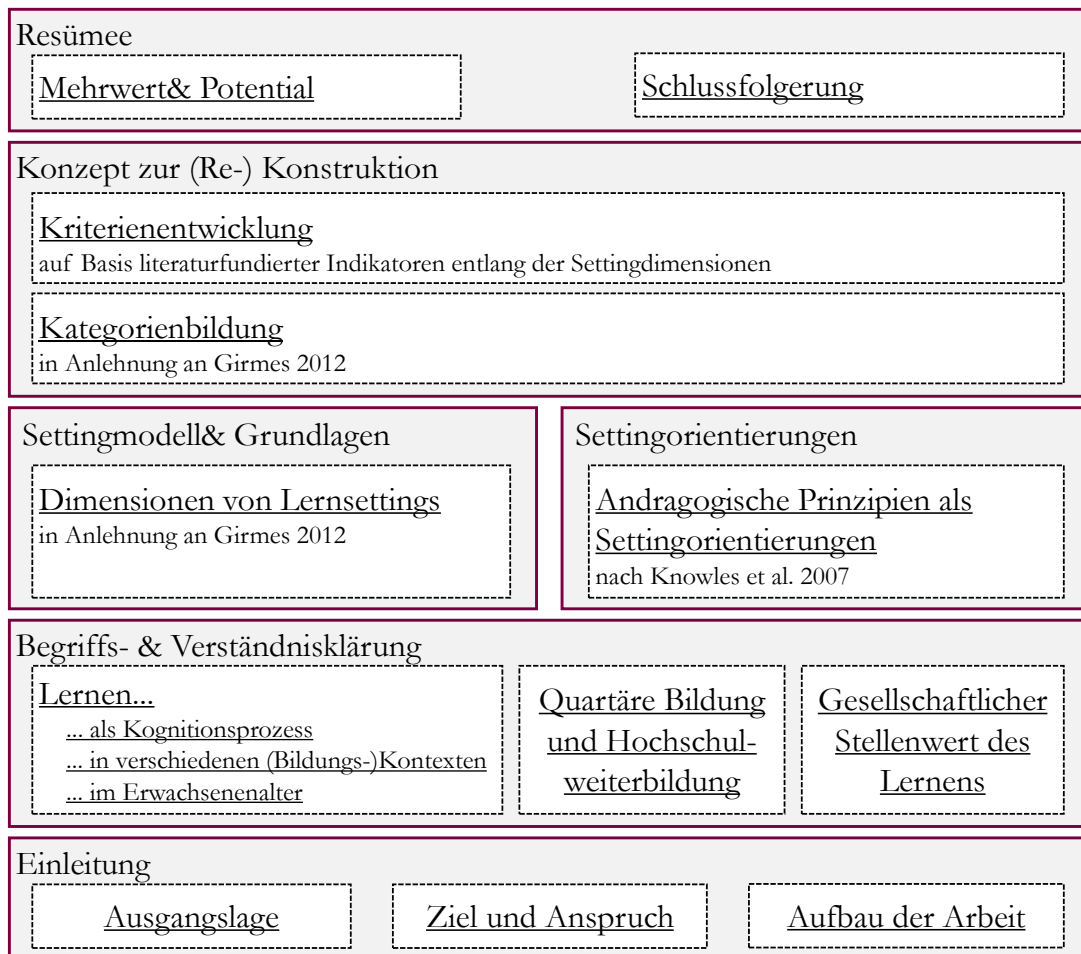 Resümee
Mehrwert& Potential
Schlussfolgerung
Konzept zur (Re-) Konstruktion
Kriterienentwicklung
auf Basis literaturfundierter Indikatoren entlang der Settingdimensionen
Kategorienbildung
in Anlehnung an Girmes 2012
Settingmodell& Grundlagen
Dimensionen von Lernsettings
in Anlehnung an Girmes 2012
Settingorientierungen
Andragogische Prinzipien als
Settingorientierungen
nach Knowles et al. 2007
Begriffs- & Verständnisklärung
Lernen...
... als Kognitionsprozess
... in verschiedenen (Bildungs-)Kontexten
... im Erwachsenenalter
Quartäre Bildung
und Hochschul-
weiterbildung
Gesellschaftlicher
Stellenwert des
Lernens
Einleitung
Ausgangslage
Ziel und Anspruch
Aufbau der Arbeit